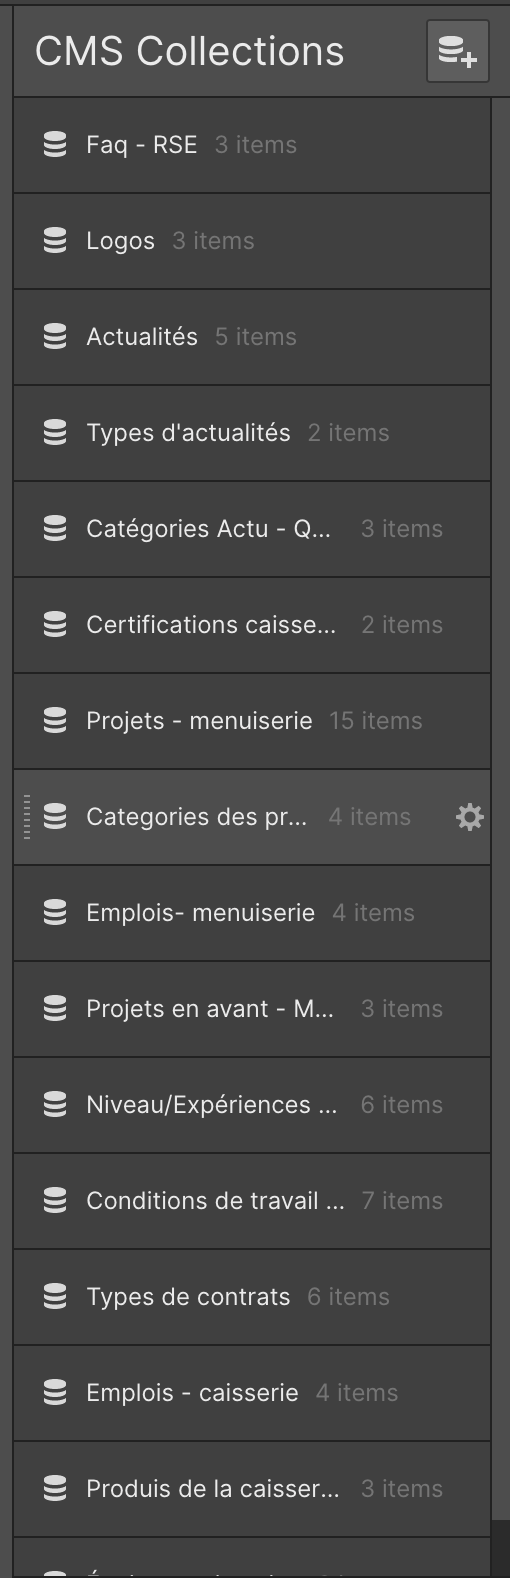 CMS Collections
Faq - RSE 3 items
Logos 3 items
Actualités 5 items
Types d'actualités 2 items
Catégories Actu - Q... 3 items
Certifications caisse... 2 items
Projets - menuiserie 15 items
Categories des pr... 4 items
Emplois- menuiserie 4 items
Projets en avant - M... 3 items
Niveau/Expériences ... 6 items
Conditions de travail ... 7 items
Types de contrats 6 items
Emplois - caisserie 4 items
Produis de la caisser... 3 items